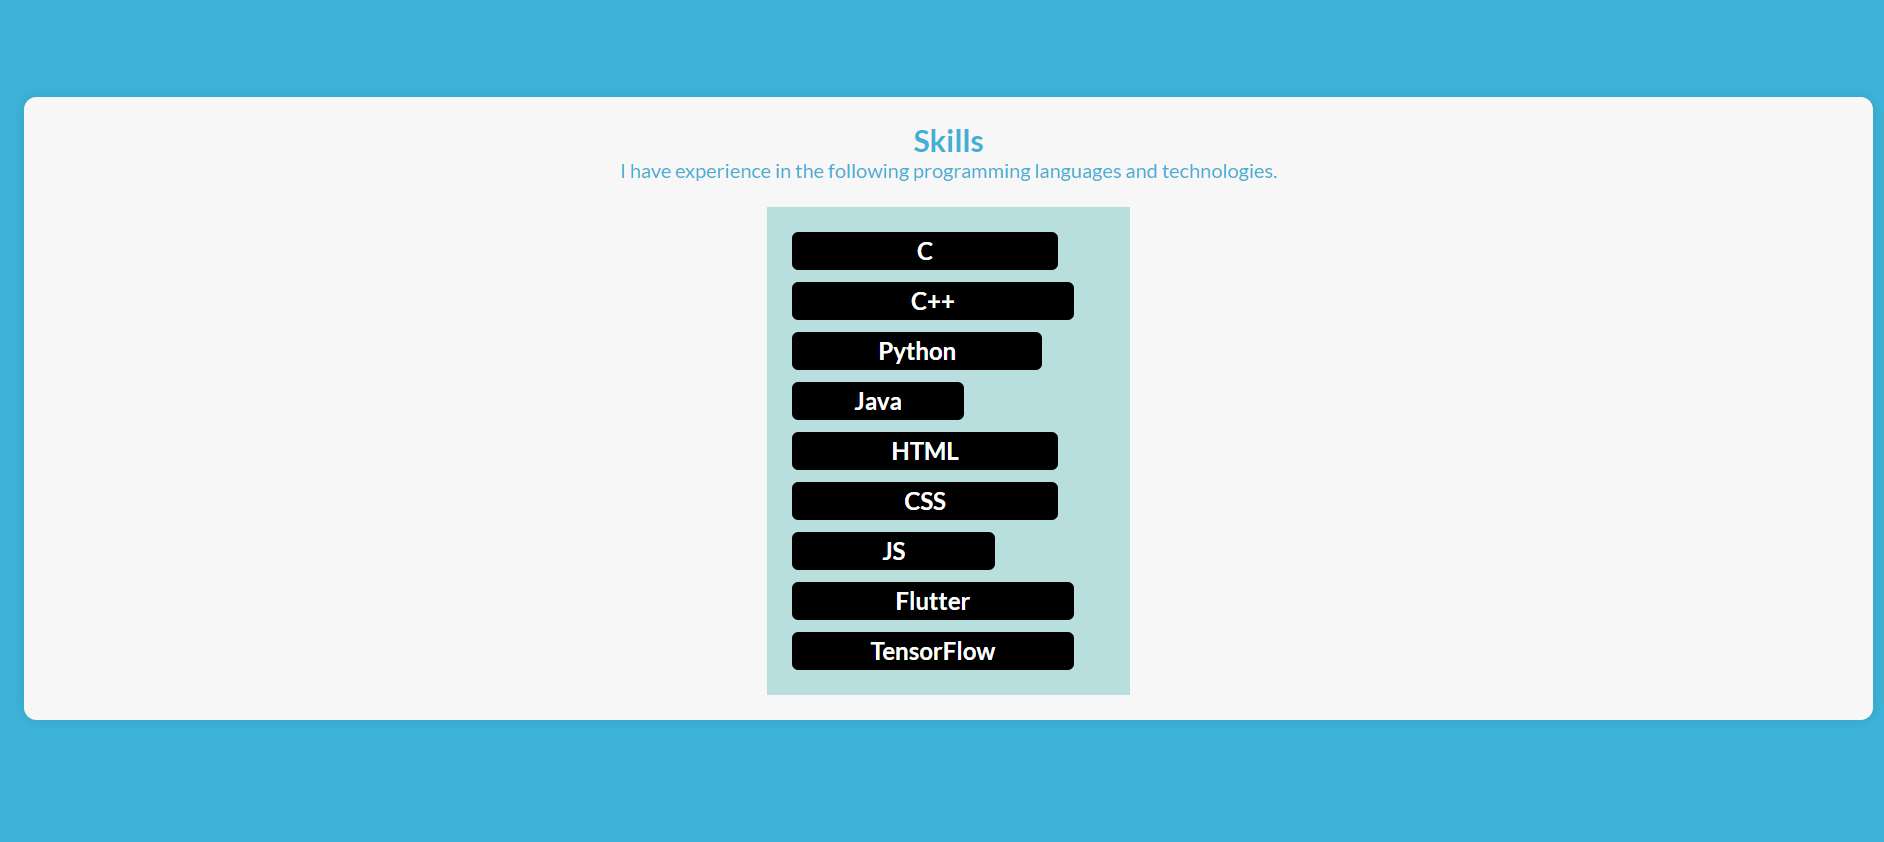 Skills
I have experience in the following programming languages and technologies.
C
C++
Python
Java
HTML
CSS
JS
Flutter
TensorFlow